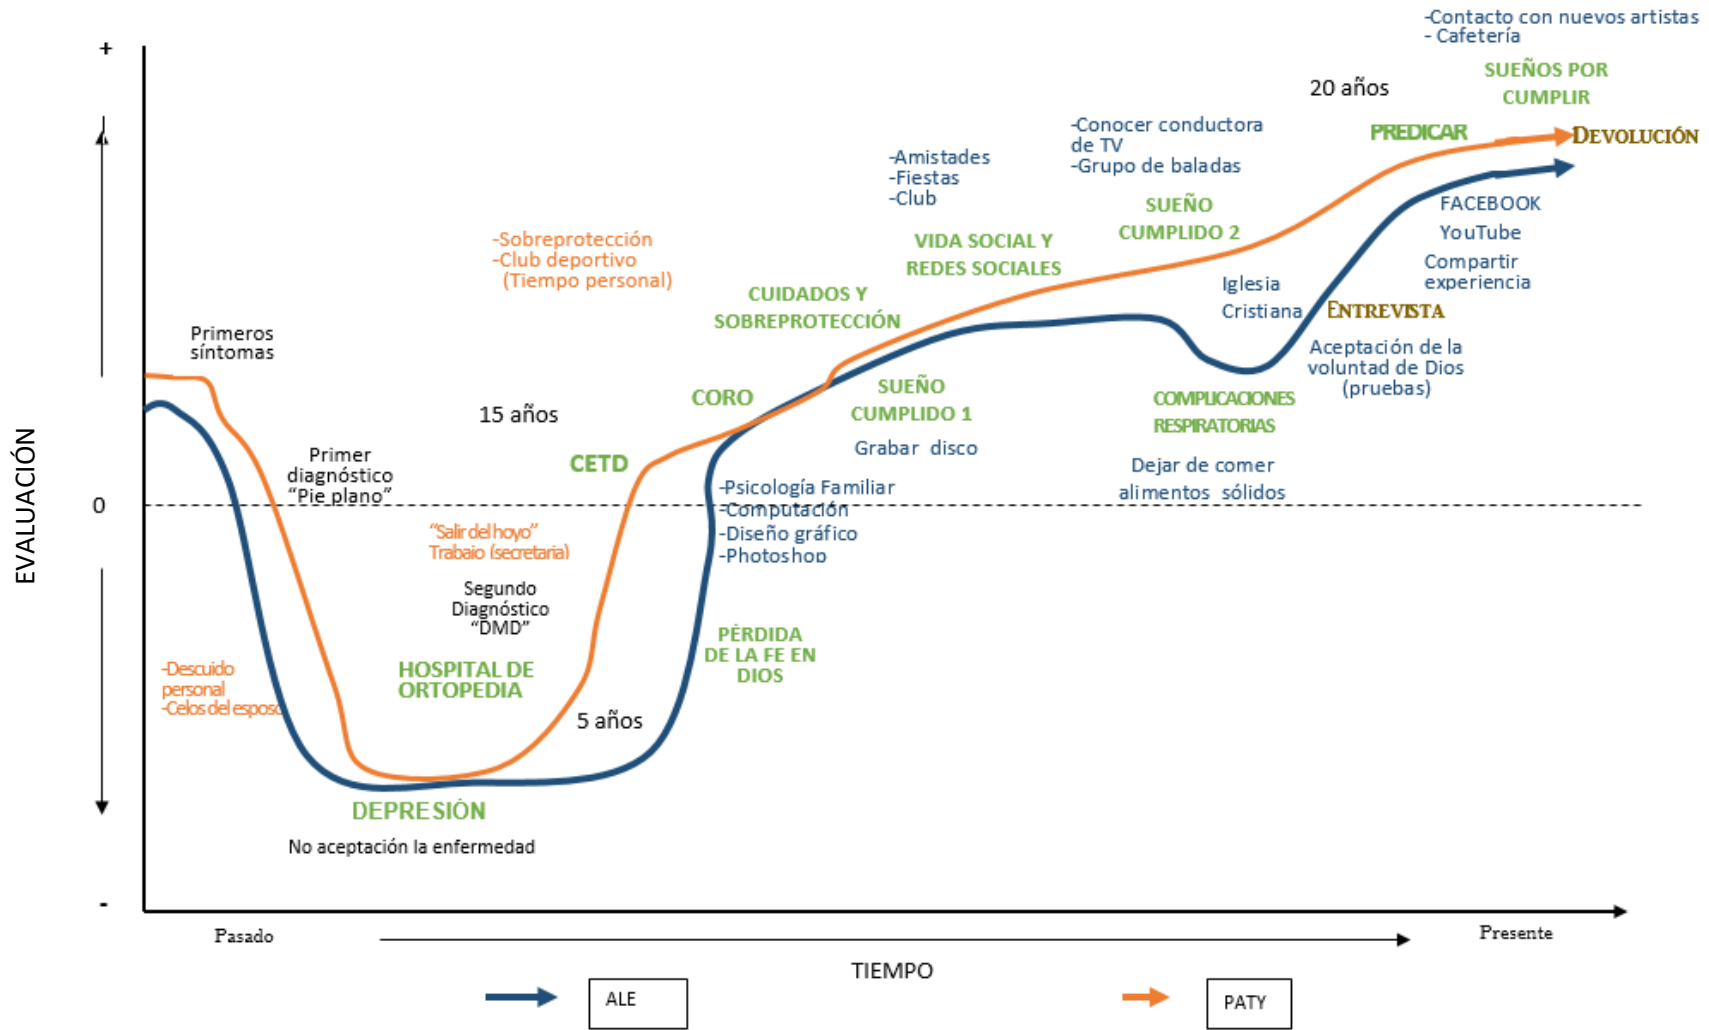 -Contacto con nuevos artistas
- Cafetería
+
SUEÑOS POR
CUMPLIR
20 años
PREDICAR
DEVOLUCIÓN
-Conocer conductora
de TV
-Grupo de baladas
-Amistades
-Fiestas
-Club
SUEÑO
CUMPLIDO 2
FACEBOOK
YouTube
Compartir
experiencia
-Sobreprotección
-Club deportivo
(Tiempo personal)
VIDA SOCIAL Y
REDES SOCIALES
CUIDADOS Y
SOBREPROTECCIÓN
Iglesia
Cristiana
ENTREVISTA
Primeros
síntomas
Aceptación de la
voluntad de Dios
(pruebas)
CORO
SUEÑO
CUMPLIDO 1
Grabar disco
COMPLICACIONES
RESPIRATORIAS
Dejar de comer
alimentos sólidos
15 años
CETD
Primer
diagnóstico
“Pie plano”
EVALUACIÓN
0
-Psicología Familiar
-Computación
-Diseño gráfico
-Photoshop
“Salir del hoyo”
Trabajo (secretaria)
Segundo
Diagnóstico
“DMD”
PÉRDIDA
DE LA FE EN
DIOS
HOSPITAL DE
ORTOPEDIA
-Descuido
personal
-Celos del esposo
5 años
DEPRESIÓN
No aceptación la enfermedad
-
Pasado
Presente
TIEMPO
ALE
PATY